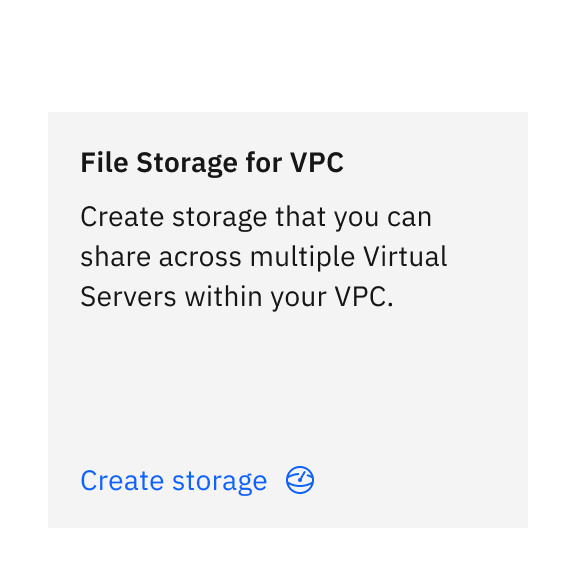 File Storage for VPC
Create storage that you can
share across multiple Virtual
Servers within your VPC.
Create storage